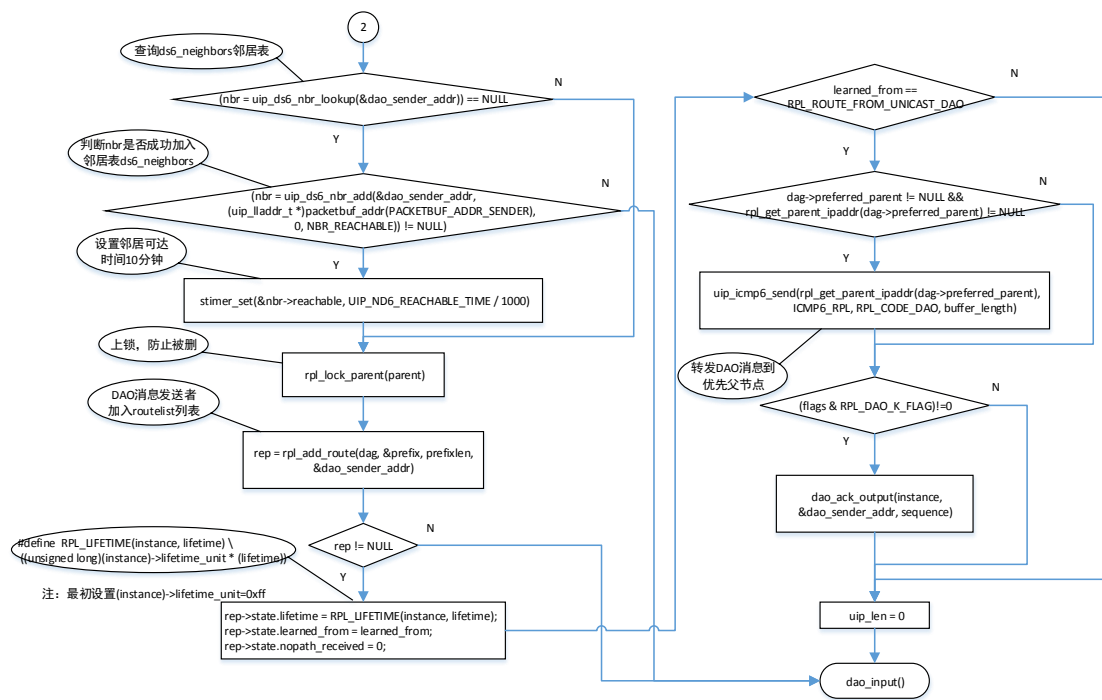 2
查询ds6_neighbors邻居表
(nbr = uip_ds6_nbr_lookup(&dao_sender_addr)) == NULL
N
Y
判断nbr是否成功加入
邻居表ds6_neighbors
(nbr = uip_ds6_nbr_add(&dao_sender_addr,
(uip_lladdr_t *)packetbuf_addr(PACKETBUF_ADDR_SENDER),
0, NBR_REACHABLE)) != NULL)
N
Y
设置邻居可达
时间10分钟
stimer_set(&nbr->reachable, UIP_ND6_REACHABLE_TIME / 1000)
上锁，防止被删
rpl_lock_parent(parent)
DAO消息发送者
加入routelist列表
rep = rpl_add_route(dag, &prefix, prefixlen,
&dao_sender_addr)
rep != NULL
N
Y
#define RPL_LIFETIME(instance, lifetime) \
((unsigned long)(instance)->lifetime_unit * (lifetime))
注：最初设置(instance)->lifetime_unit=0xff
rep->state.lifetime = RPL_LIFETIME(instance, lifetime);
rep->state.learned_from = learned_from;
rep->state.nopath_received = 0;
learned_from ==
RPL_ROUTE_FROM_UNICAST_DAO
N
Y
dag->preferred_parent != NULL &&
rpl_get_parent_ipaddr(dag->preferred_parent) != NULL
N
Y
uip_icmp6_send(rpl_get_parent_ipaddr(dag->preferred_parent),
ICMP6_RPL, RPL_CODE_DAO, buffer_length)
转发DAO消息到
优先父节点
(flags & RPL_DAO_K_FLAG)!=0
N
Y
dao_ack_output(instance,
&dao_sender_addr, sequence)
uip_len = 0
dao_input()